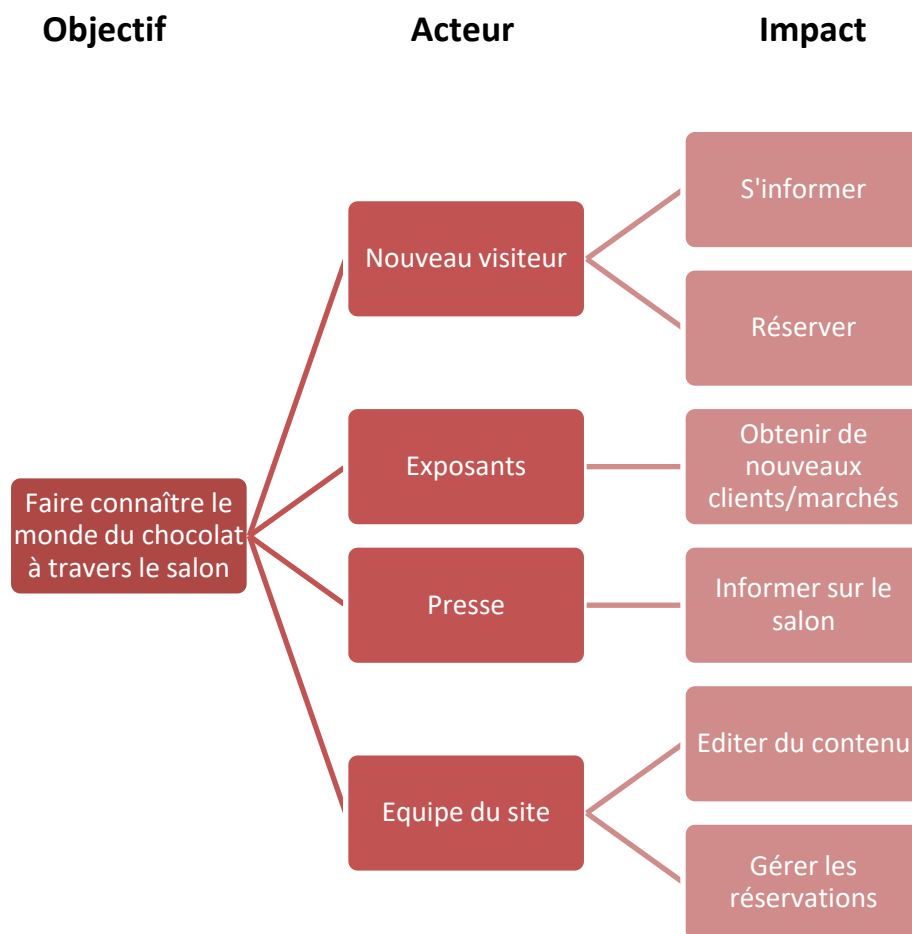 Objectif Acteur Impact
S'informer
Nouveau visiteur
Réserver
Exposants
Obtenir de
nouveaux
clients/marchés
Faire connaître le
monde du chocolat
à travers le salon
Presse
Informer sur le
salon
Editer du contenu
Equipe du site
Gérer les
réservations